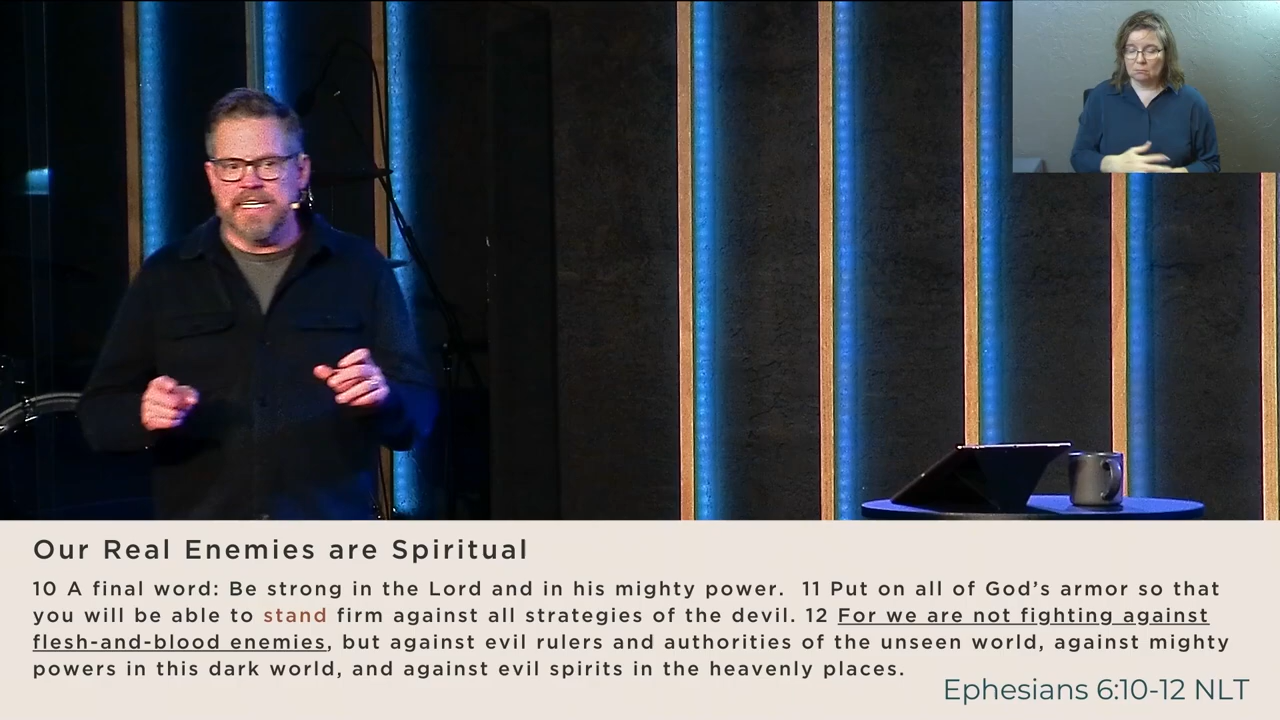 Our Real Enemies are Spiritual
10 A final word: Be strong in the Lord and in his mighty power. 11 Put on all of God’s armor so that
you will be able to stand firm against all strategies of the devil. 12 For we are not fighting against
flesh-and-blood enemies, but against evil rulers and authorities of the unseen world, against mighty
powers in this dark world, and against evil spirits in the heavenly places.
Ephesians 6:10-12 NLT